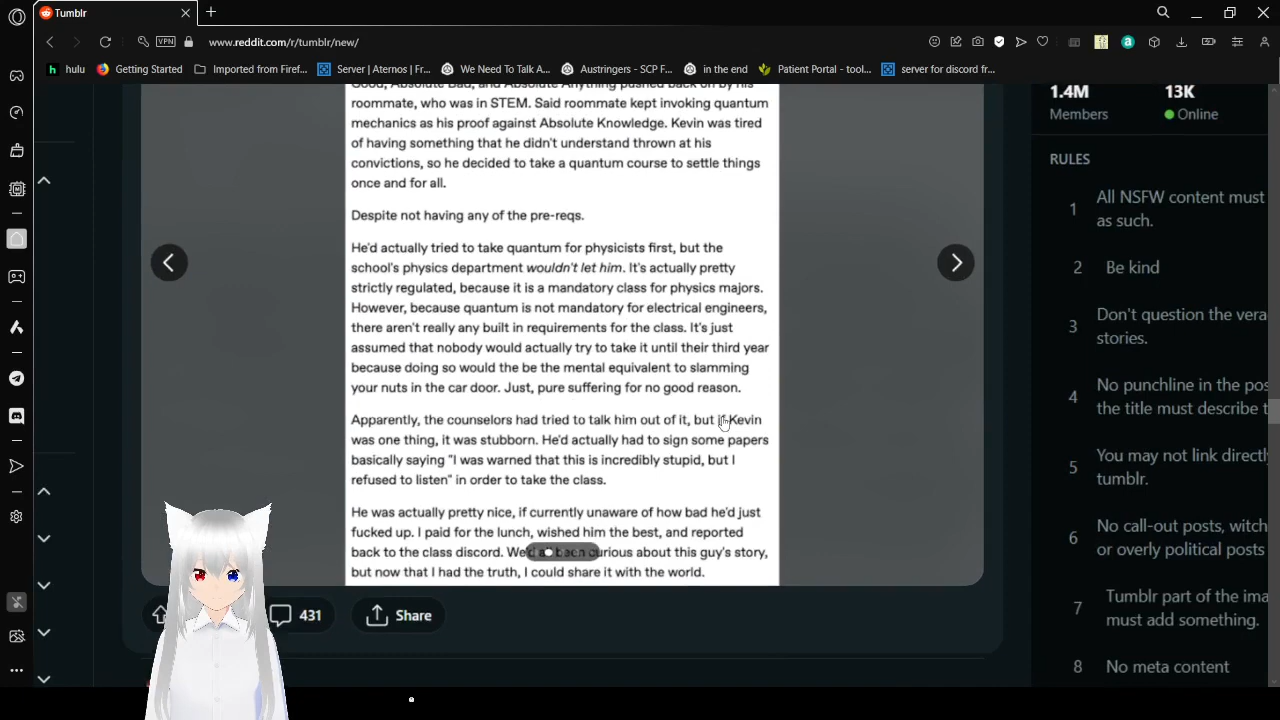 Tumblr
VPN
www.reddit.com/r/tumblr/new/
hulu
Getting Started
Imported from Firef...
Server | Aternos | Fr...
We Need To Talk A...
Austringers - SCP F...
in the end
Patient Portal - tool...
server for discord fr...
Good, Absolute Bad, and Absolute Anything pushed back on by his
roommate, who was in STEM. Said roommate kept invoking quantum
mechanics as his proof against Absolute Knowledge. Kevin was tired
of having something that he didn't understand thrown at his
convictions, so he decided to take a quantum course to settle things
once and for all.
Despite not having any of the pre-reqs.
He'd actually tried to take quantum for physicists first, but the
school's physics department wouldn't let him. It's actually pretty
strictly regulated, because it is a mandatory class for physics majors.
However, because quantum is not mandatory for electrical engineers,
there aren't really any built in requirements for the class. It's just
assumed that nobody would actually try to take it until their third year
because doing so would the be the mental equivalent to slamming
your nuts in the car door. Just, pure suffering for no good reason.
Apparently, the counselors had tried to talk him out of it, but if Kevin
was one thing, it was stubborn. He'd actually had to sign some papers
basically saying "I was warned that this is incredibly stupid, but I
refused to listen" in order to take the class.
He was actually pretty nice, if currently unaware of how bad he'd just
fucked up. I paid for the lunch, wished him the best, and reported
back to the class discord. We'd all been curious about this guy's story,
but now that I had the truth, I could share it with the world.
431
Share
1.4M
13K
Members
Online
RULES
1
All NSFW content must
as such.
2
Be kind
3
Don't question the vera
stories.
4
No punchline in the pos
the title must describe t
5
You may not link directl
tumblr.
6
No call-out posts, witch
or overly political posts
7
Tumblr part of the ima
must add something.
8
No meta content